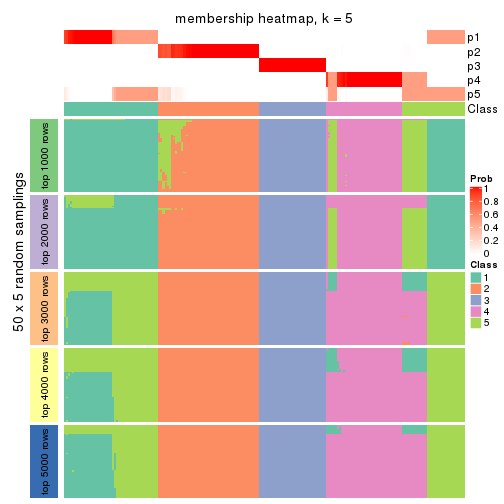 membership heatmap, k = 5
p1
p2
p3
p4
p5
Class
50 x 5 random samplings
top 1000 rows
top 2000 rows
top 3000 rows
top 4000 rows
top 5000 rows
Prob
1
0.8
0.6
0.4
0.2
0
Class
1
2
3
4
5